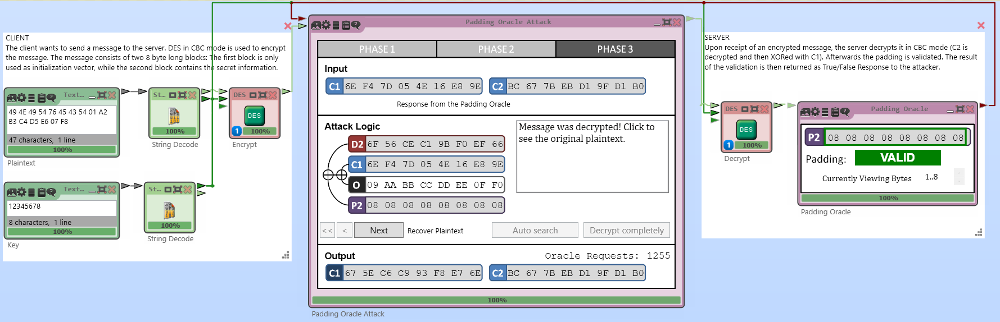 CLIENT
The client wants to send a message to the server. DES in CBC mode is used to encrypt
the message. The message consists of two 8 byte long blocks: The first block is only
used as initialization vector, while the second block contains the secret information.
Text...
49 4E 49 54 76 45 43 54 01 A2
B3 C4 D5 E6 07 F8
47 characters, 1 line
100%
Plaintext
St...
100%
String Decode
DES
DES
1
100%
Encrypt
Text...
12345678
8 characters, 1 line
100%
Key
St...
100%
String Decode
Padding Oracle Attack
PHASE 1
PHASE 2
PHASE 3
Input
C1 6E F4 7D 05 4E 16 E8 9E
C2 BC 67 7B EB D1 9F D1 B0
Response from the Padding Oracle
Attack Logic
D2 6F 56 CE C1 9B F0 EF 66
C1 6E F4 7D 05 4E 16 E8 9E
O 09 AA BB CC DD EE 0F F0
P2 08 08 08 08 08 08 08 08
Message was decrypted! Click to
see the original plaintext.
<< < Next Recover Plaintext Auto search Decrypt completely
Output
Oracle Requests: 1255
C1 67 5E C6 C9 93 F8 E7 6E
C2 BC 67 7B EB D1 9F D1 B0
100%
Padding Oracle Attack
SERVER
Upon receipt of an encrypted message, the server decrypts it in CBC mode (C2 is
decrypted and then XORed with C1). Afterwards the padding is validated. The result
of the validation is then returned as True/False Response to the attacker.
DES
DES
1
100%
Decrypt
Padding Oracle
P2 08 08 08 08 08 08 08 08
Padding: VALID
Currently Viewing Bytes 1..8
100%
Padding Oracle